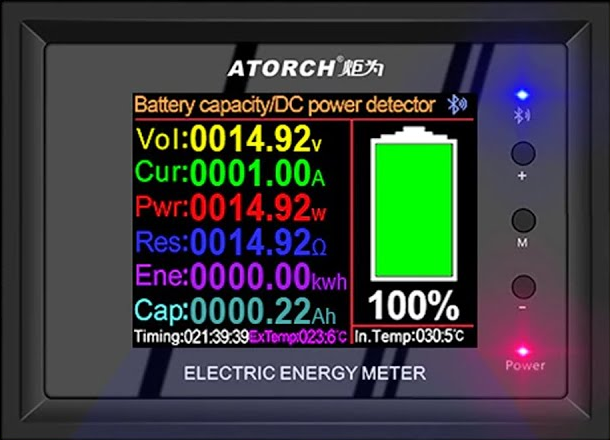 ATORCH®炬为
Battery capacity/DC power detector
Vol:0014.92v
Cur:0001.00A
Pwr:0014.92w
Res:0014.92Ω
Ene:0000.00kwh
Cap:0000.22Ah
100%
Timing:021:39:39 ExTemp:023:6℃ In.Temp:030:5℃
+
M
-
Power
ELECTRIC ENERGY METER